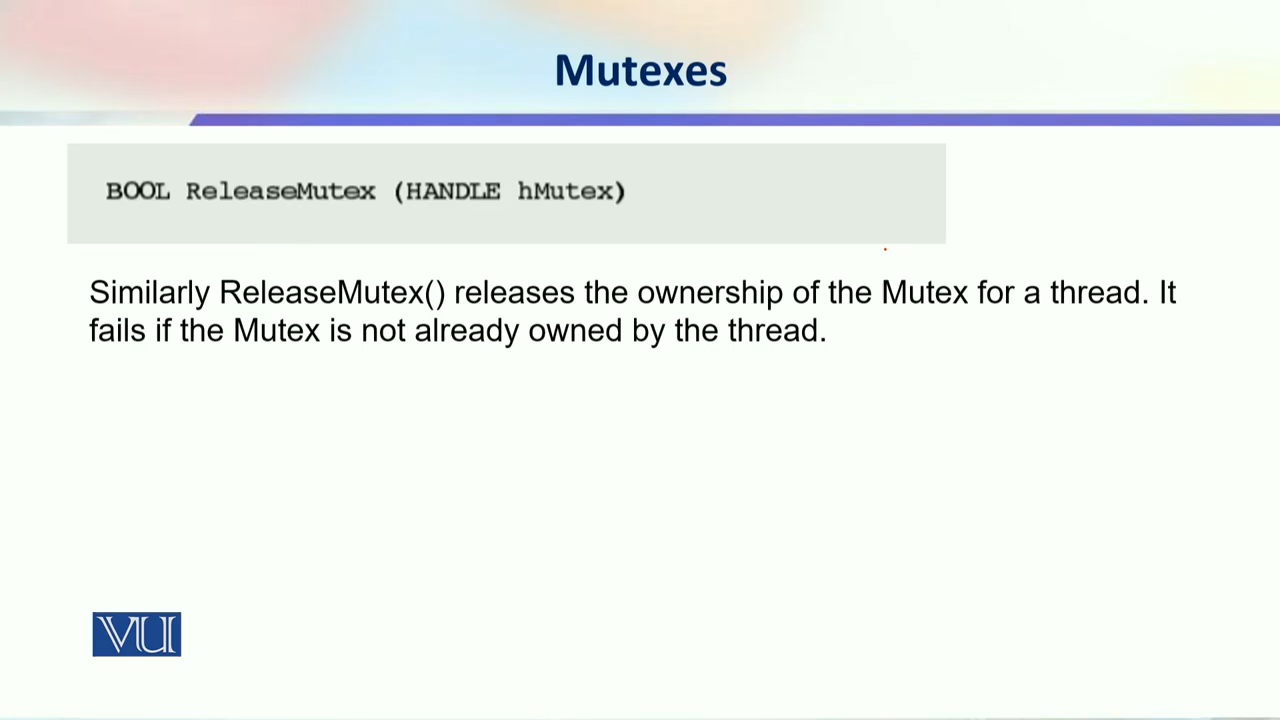 Mutexes
BOOL ReleaseMutex (HANDLE hMutex)
Similarly ReleaseMutex() releases the ownership of the Mutex for a thread. It
fails if the Mutex is not already owned by the thread.
VU